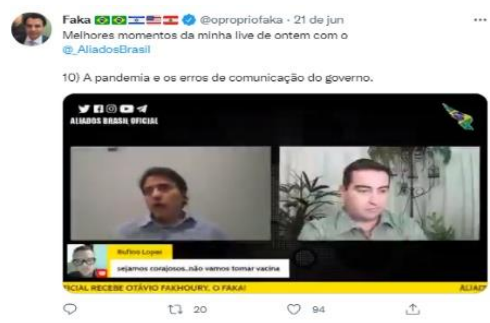 Faka @opropriofaka · 21 de jun
Melhores momentos da minha live de ontem com o
@_AliadosBrasil
10) A pandemia e os erros de comunicação do governo.
ALIADOS BRASIL OFICIAL
Rufino Lopes
sejamos corajosos..não vamos tomar vacina
ICIAL RECEBE OTÁVIO FAKHOURY, O FAKA!
20 94